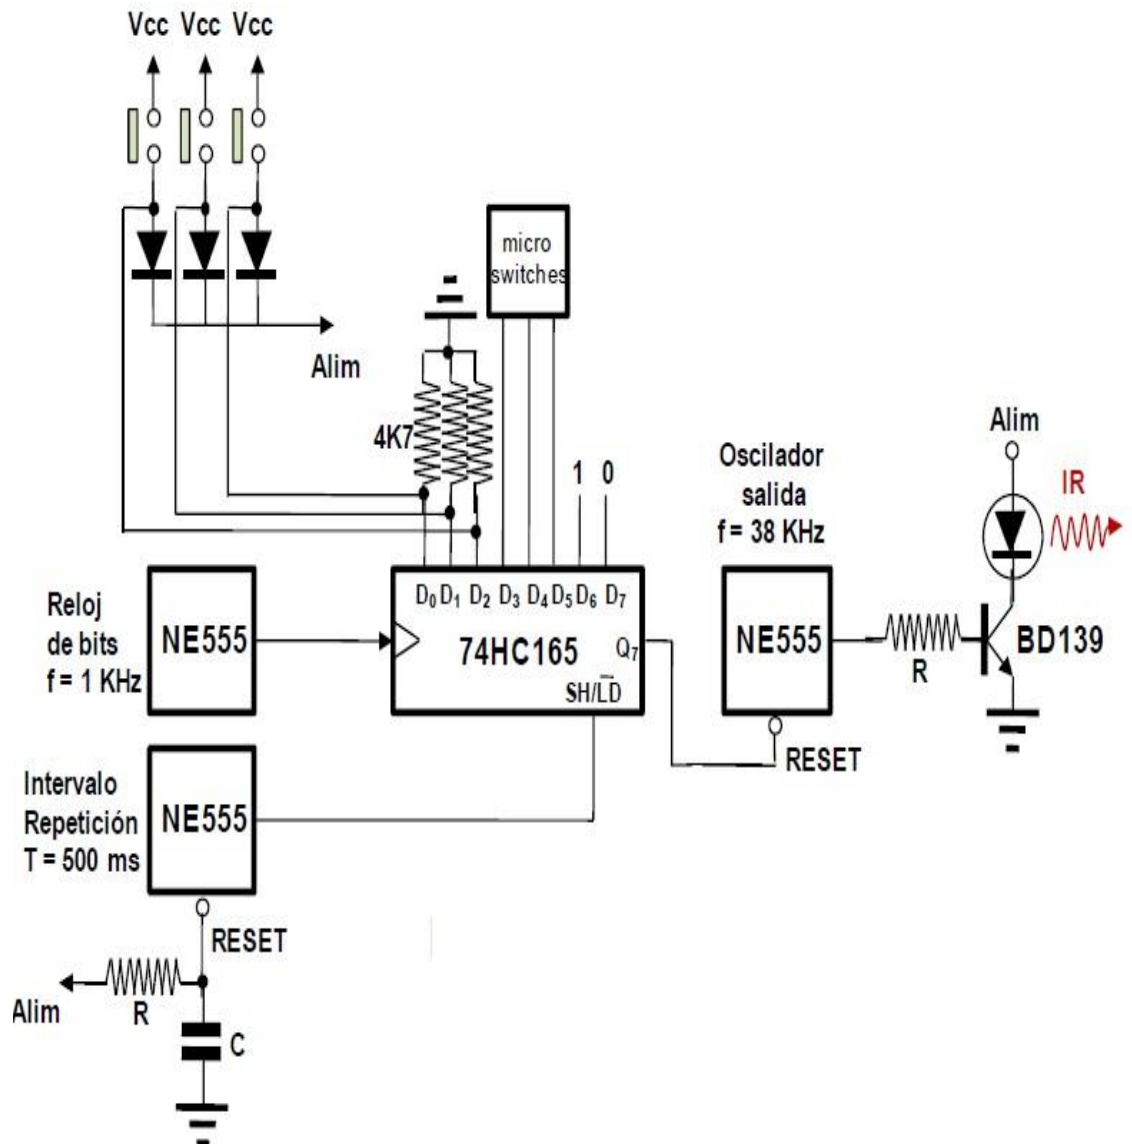 Vcc Vcc Vcc
Alim
micro
switches
4K7
1 0
Oscilador
salida
f = 38 KHz
Alim
IR
Reloj
de bits
f = 1 KHz
NE555
D0 D1 D2 D3 D4 D5 D6 D7
74HC165
Q7
SH/LD
NE555
R
BD139
RESET
Intervalo
Repetición
T = 500 ms
NE555
RESET
Alim
R
C